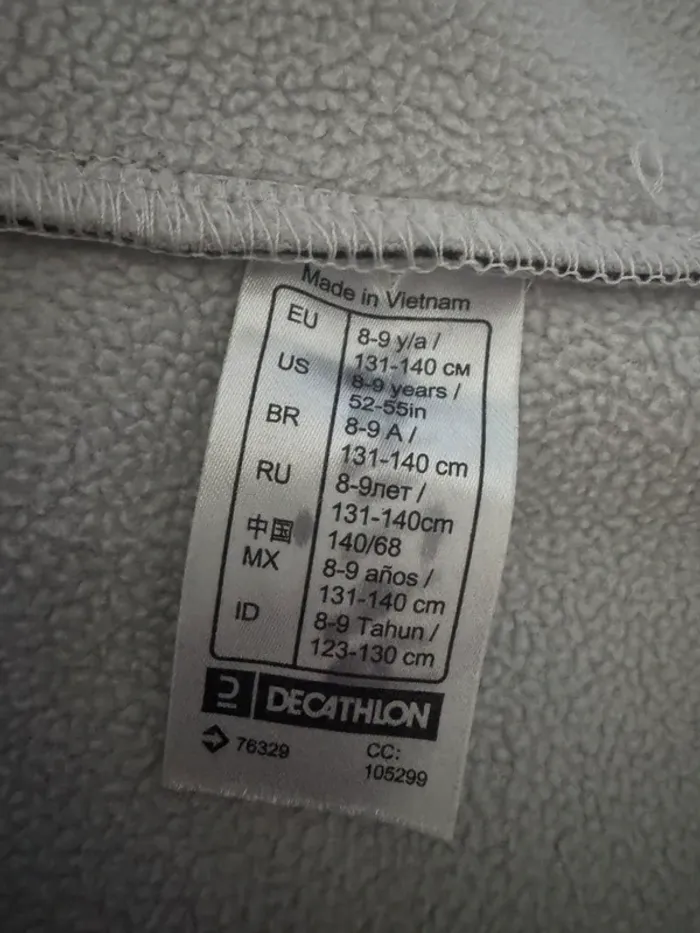 Made in Vietnam
EU 8-9 y/a /
131-140 см
US 8-9 years /
52-55in
BR 8-9 A /
131-140 cm
RU 8-9лет /
131-140cm
中国 140/68
MX 8-9 años /
131-140 cm
ID 8-9 Tahun /
123-130 cm
DECATHLON
76329 CC:
105299